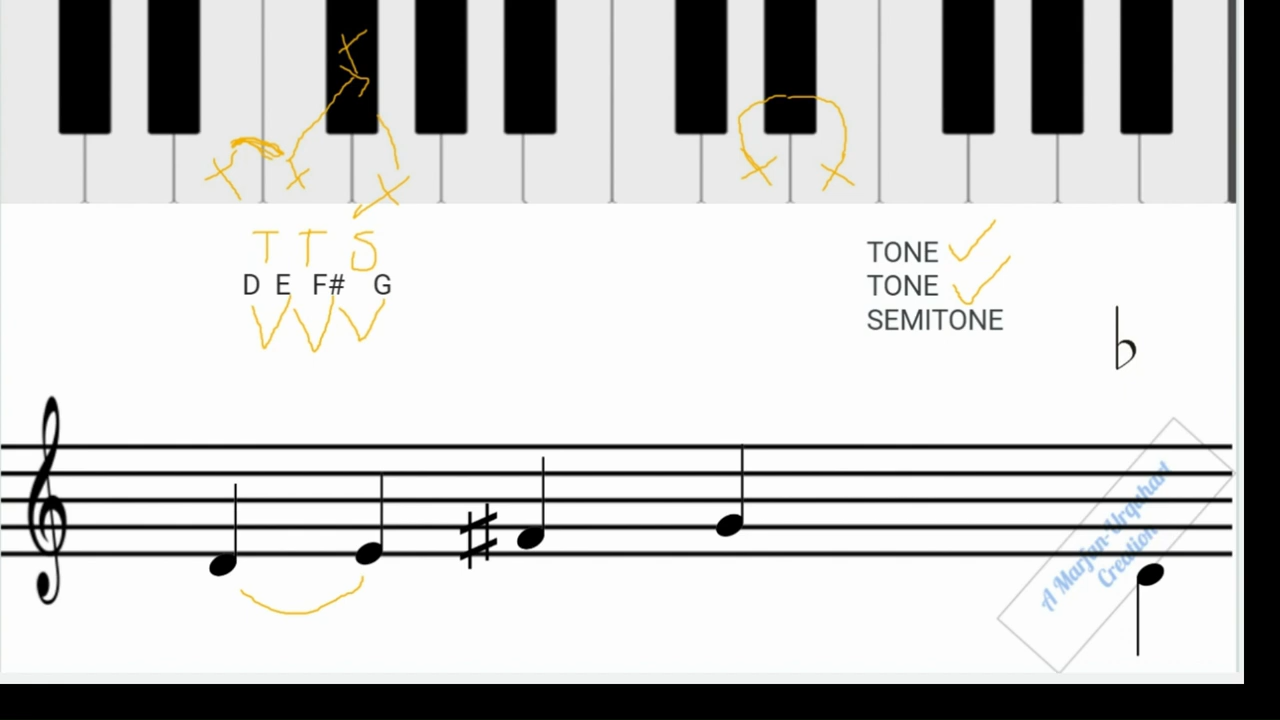 T T S
D E F# G
TONE
TONE
SEMITONE
A Marjan-Urquhart
Creation